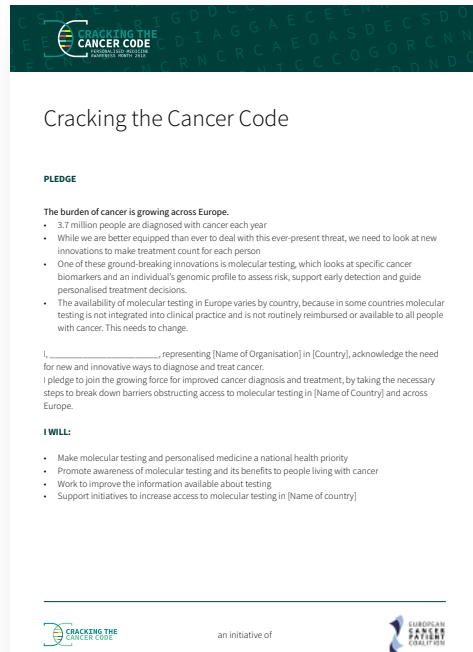 CRACKING THE
CANCER CODE
PERSONALISED MEDICINE
AWARENESS MONTH 2018
Cracking the Cancer Code
PLEDGE
The burden of cancer is growing across Europe.
• 3.7 million people are diagnosed with cancer each year
• While we are better equipped than ever to deal with this ever-present threat, we need to look at new
innovations to make treatment count for each person
• One of these ground-breaking innovations is molecular testing, which looks at specific cancer
biomarkers and an individual's genomic profile to assess risk, support early detection and guide
personalised treatment decisions.
• The availability of molecular testing in Europe varies by country, because in some countries molecular
testing is not integrated into clinical practice and is not routinely reimbursed or available to all people
with cancer. This needs to change.
I, ________________________, representing [Name of Organisation] in [Country], acknowledge the need
for new and innovative ways to diagnose and treat cancer.
I pledge to join the growing force for improved cancer diagnosis and treatment, by taking the necessary
steps to break down barriers obstructing access to molecular testing in [Name of Country] and across
Europe.
I WILL:
• Make molecular testing and personalised medicine a national health priority
• Promote awareness of molecular testing and its benefits to people living with cancer
• Work to improve the information available about testing
• Support initiatives to increase access to molecular testing in [Name of country]
CRACKING THE
CANCER CODE
an initiative of
EUROPEAN
CANCER
PATIENT
COALITION